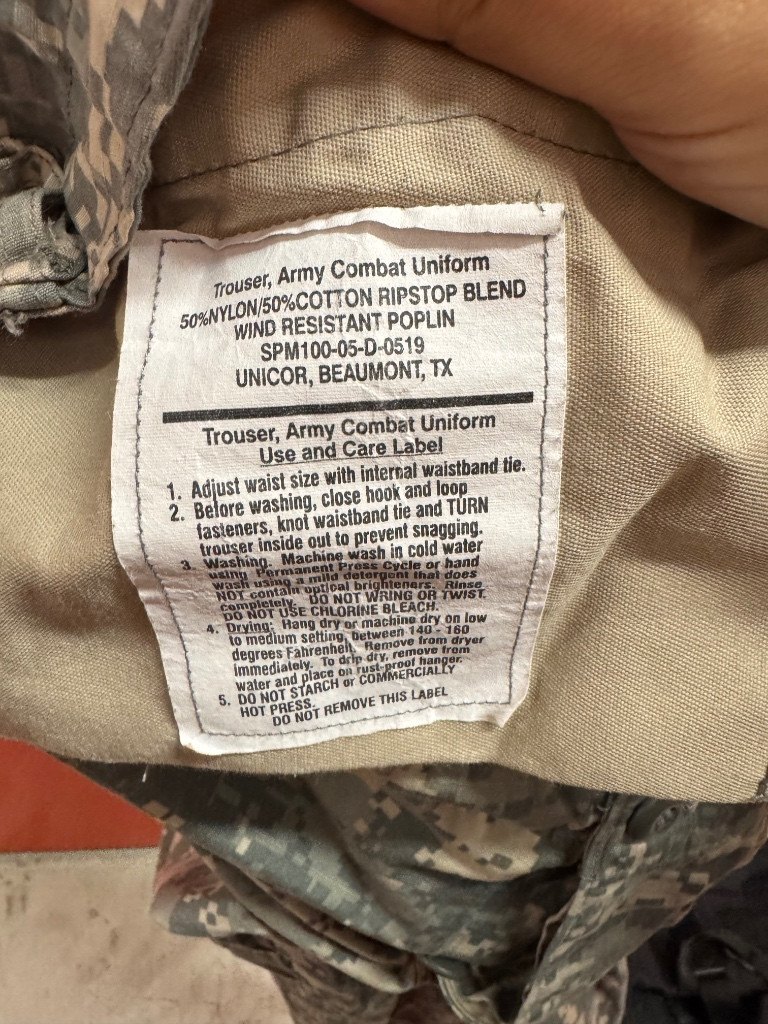 Trouser, Army Combat Uniform
50%NYLON/50%COTTON RIPSTOP BLEND
WIND RESISTANT POPLIN
SPM100-05-D-0519
UNICOR, BEAUMONT, TX
Trouser, Army Combat Uniform
Use and Care Label
1. Adjust waist size with internal waistband tie.
2. Before washing, close hook and loop
fasteners, knot waistband tie and TURN
trouser inside out to prevent snagging.
3. Washing. Machine wash in cold water
using Permanent Press Cycle or hand
wash using a mild detergent that does
NOT contain optical brighteners. Rinse
completely. DO NOT WRING OR TWIST.
DO NOT USE CHLORINE BLEACH.
4. Drying: Hang dry or machine dry on low
to medium setting, between 140 - 160
degrees Fahrenheit. Remove from dryer
immediately. To drip dry, remove from
water and place on rust-proof hanger.
5. DO NOT STARCH or COMMERCIALLY
HOT PRESS.
DO NOT REMOVE THIS LABEL